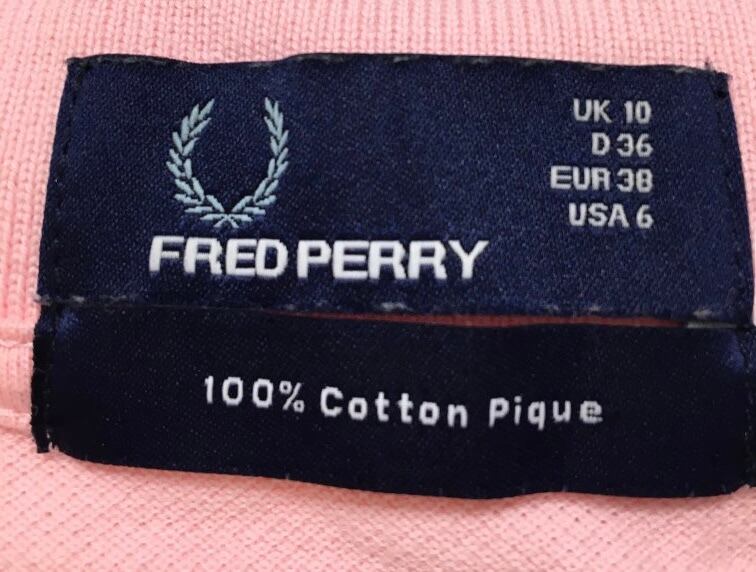 UK 10
D 36
EUR 38
USA 6
FRED PERRY
100% Cotton Pique